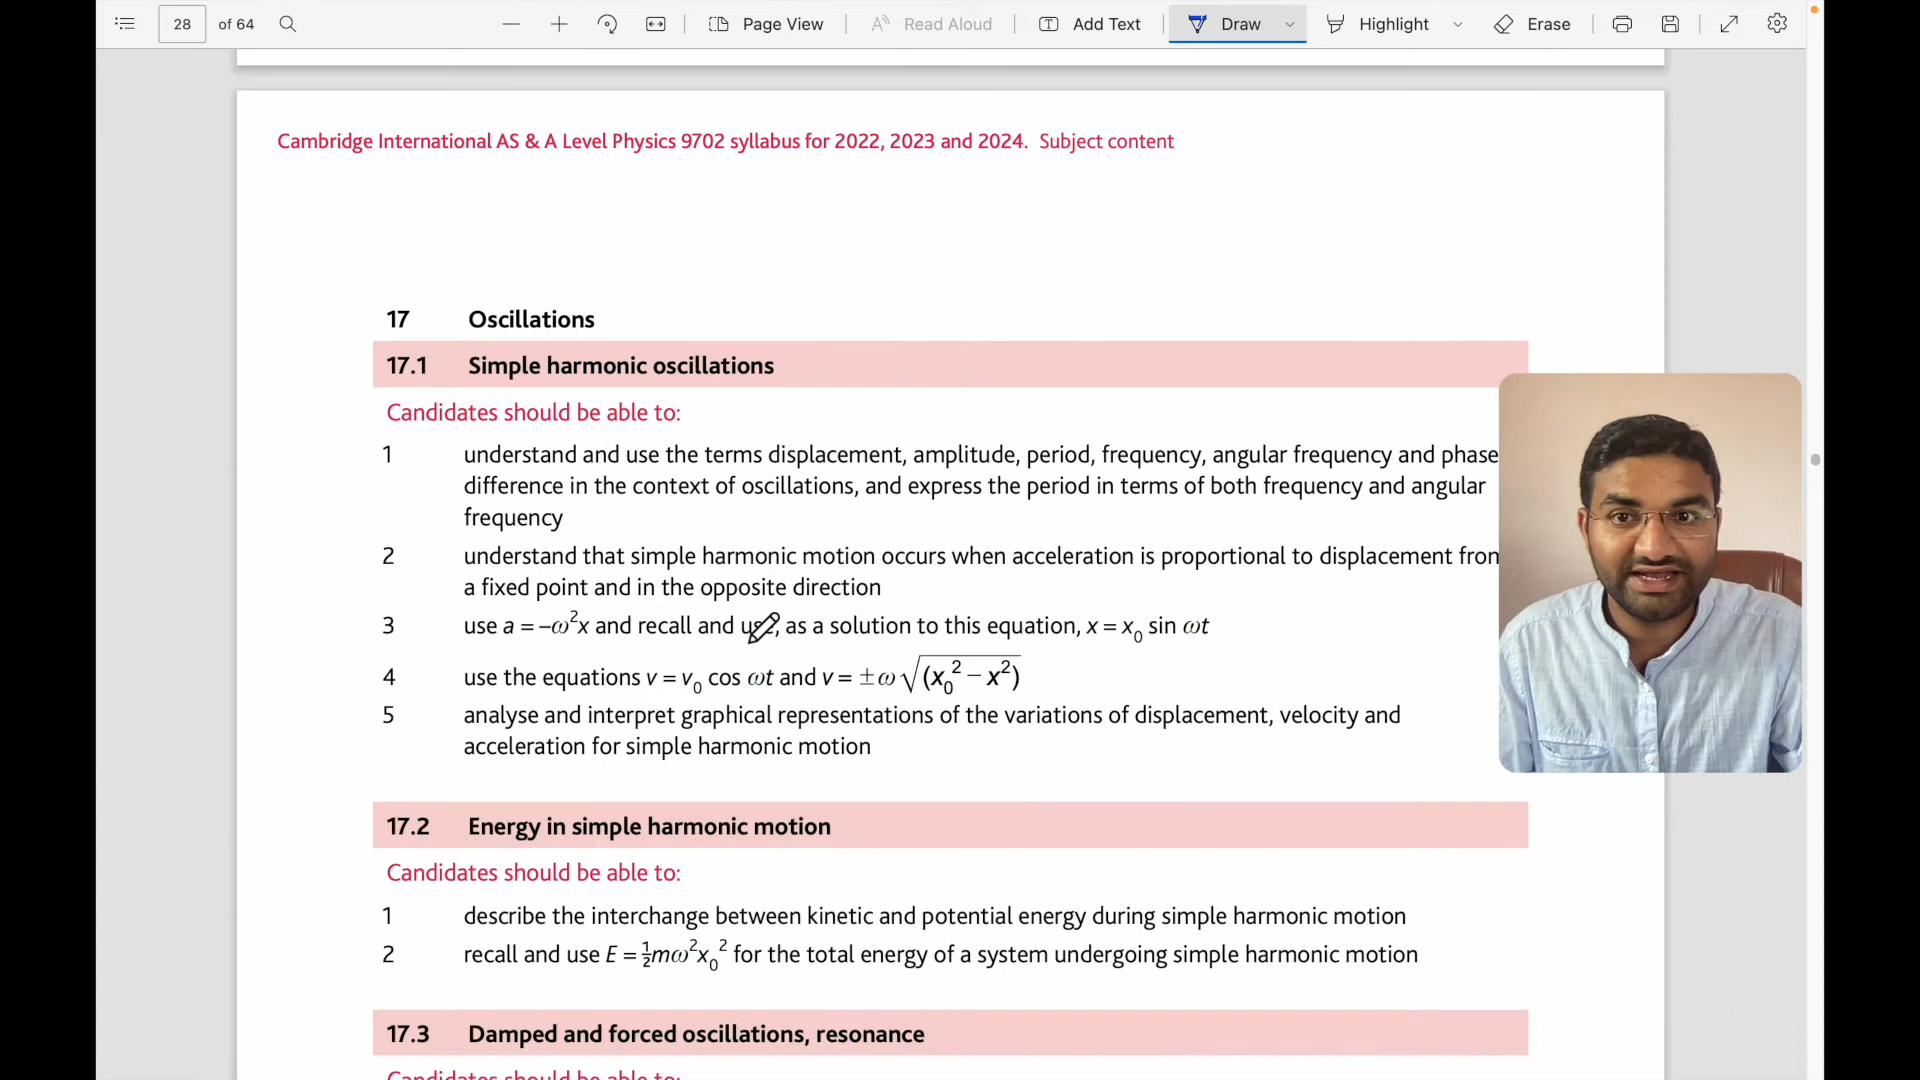 28 of 64 Page View Read Aloud Add Text Draw Highlight Erase
Cambridge International AS & A Level Physics 9702 syllabus for 2022, 2023 and 2024. Subject content
17 Oscillations
17.1 Simple harmonic oscillations
Candidates should be able to:
1 understand and use the terms displacement, amplitude, period, frequency, angular frequency and phase
difference in the context of oscillations, and express the period in terms of both frequency and angular
frequency
2 understand that simple harmonic motion occurs when acceleration is proportional to displacement
a fixed point and in the opposite direction
3 use a = –ω²x and recall and as a solution to this equation, x = x₀ sin ωt
4 use the equations v = v₀ cos ωt and v = ±ω√(x₀² − x²)
5 analyse and interpret graphical representations of the variations of displacement, velocity and
acceleration for simple harmonic motion
17.2 Energy in simple harmonic motion
Candidates should be able to:
1 describe the interchange between kinetic and potential energy during simple harmonic motion
2 recall and use E = ½mω²x₀² for the total energy of a system undergoing simple harmonic motion
17.3 Damped and forced oscillations, resonance
Candidates should be able to: